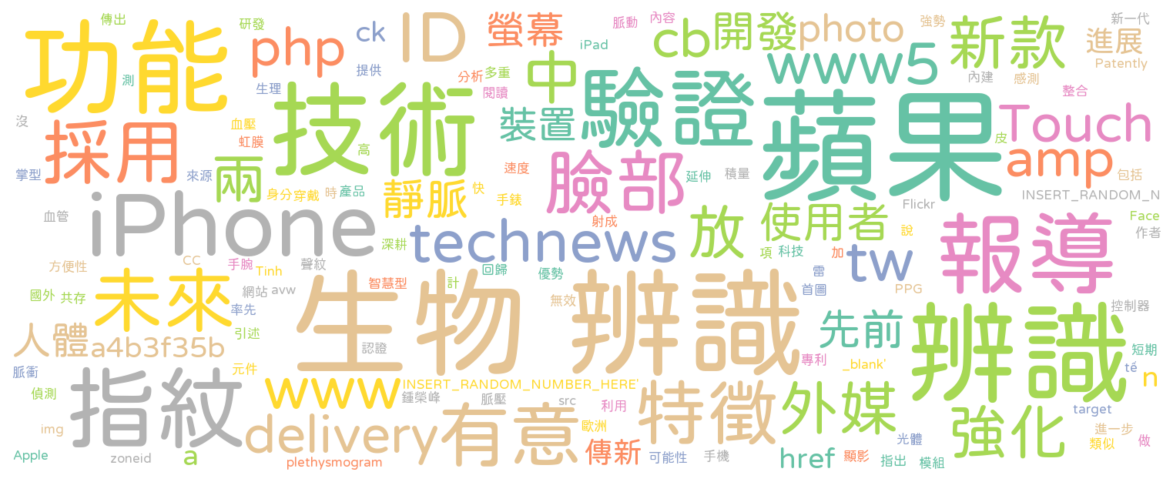 傳出 研發 脈動 內容 強勢 新一代
功能 php ck ID 螢幕 iPad cb 開發 photo 新款 進展
Patently
測 生理 提供 分析 多重 中 www5 內建 感測
閱讀 整合
沒 採用 血壓 虹膜 技術 裝置 驗證 蘋果 Touch
高 皮
兩 臉部 amp
掌型 來源 速度 延伸 積量 包括
身分 穿戴 時 產品 靜脈 快 手錶 INSERT_RANDOM_N
血管 iPhone 射成 放 使用者 Flickr Face
深耕 technews 報導 說 作者
方便性 CC 手腕 Tinh 聲紋 回歸 優勢 項 科技 加 tw
國外 共存 未來 網站 avw 智慧型 計 雷 首圖 PPG
率先 生物 辨識 無效 辨識 控制器
人體 a4b3f35b 引述 認證 先前 短期
脈衝 元件 專利 _blank' tế n
偵測 指紋 www INSERT_RANDOM_NUMBER_HERE' 特徵 外媒 target
鍾榮峰 脈壓 src 利用 強化
img delivery 有意 歐洲 進一步
光體 類似 做
Apple zoneid a plethysmogram 傳新 可能性 手機 href 顯影 指出 模組